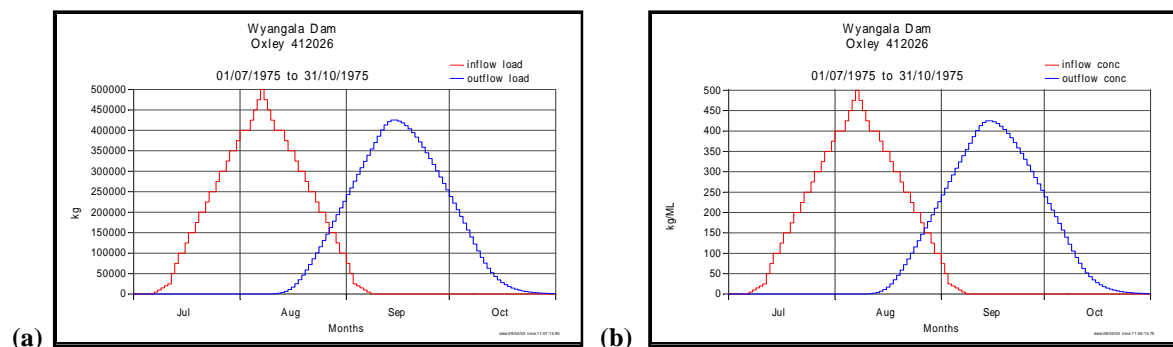 Wyangala Dam
Oxley 412026
01/07/1975 to 31/10/1975
inflow load
outflow load
500000
450000
400000
350000
300000
250000
200000
150000
100000
50000
0
kg
Jul Aug Sep Oct
Months
(a)
Wyangala Dam
Oxley 412026
01/07/1975 to 31/10/1975
inflow conc
outflow conc
500
450
400
350
300
250
200
150
100
50
0
kg/ML
Jul Aug Sep Oct
Months
(b)